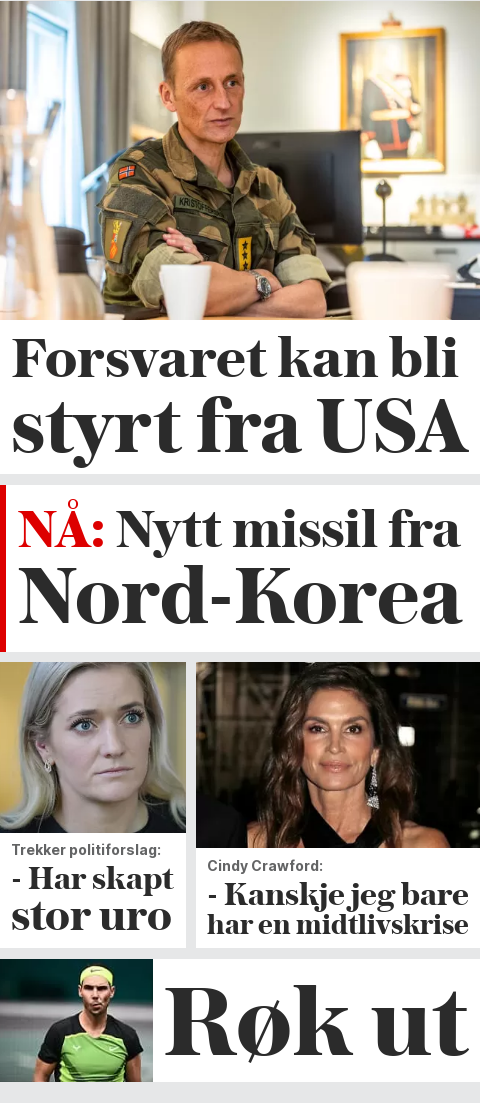 Forsvaret kan bli
styrt fra USA
NÅ: Nytt missil fra
Nord-Korea
Trekker politiforslag:
- Har skapt
stor uro
Cindy Crawford:
- Kanskje jeg bare
har en midtlivskrise
Røk ut